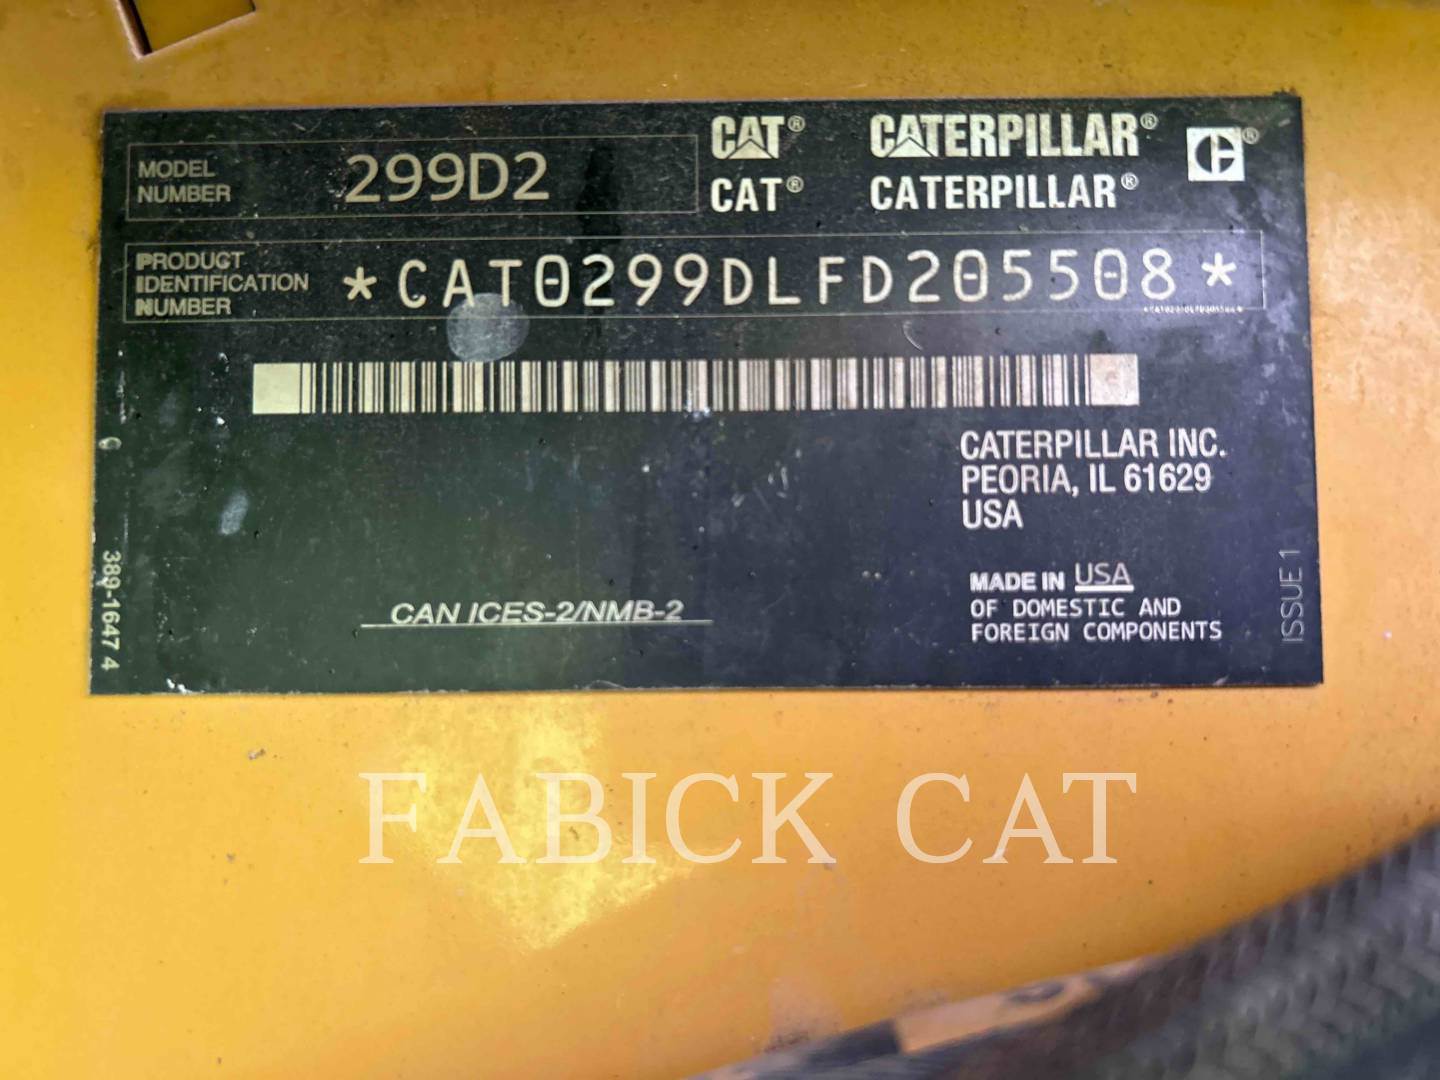 MODEL NUMBER 299D2
CAT® CATERPILLAR®
CAT® CATERPILLAR®
PRODUCT
IDENTIFICATION
NUMBER
*CAT0299DLFD205508*
CATERPILLAR INC.
PEORIA, IL 61629
USA
MADE IN USA
OF DOMESTIC AND
FOREIGN COMPONENTS
CAN ICES-2/NMB-2
389-1647 4
ISSUE 1
FABICK CAT